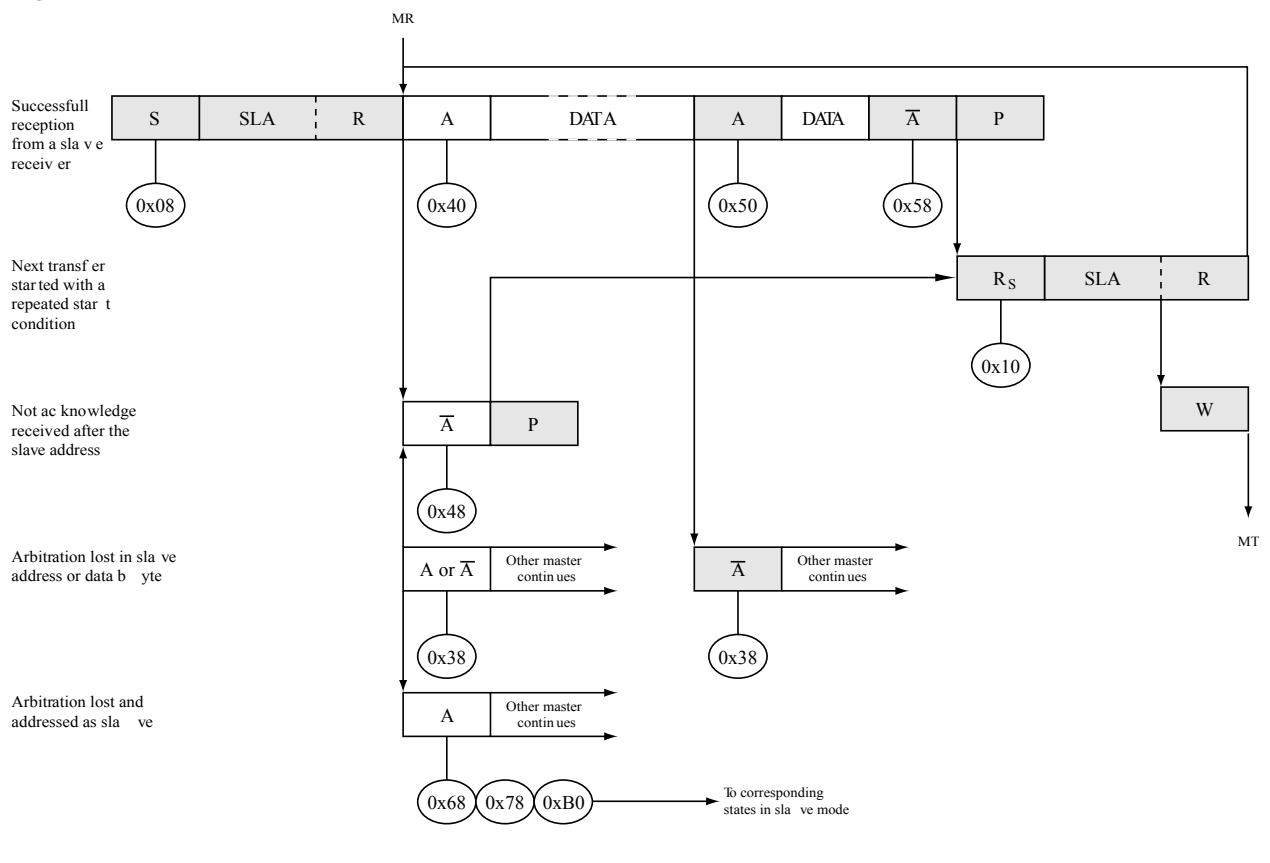 MR
Successfull
reception
from a sla v e
receiv er
S
SLA
R
A
DATA
A
DATA
A̅
P
0x08
0x40
0x50
0x58
Next transf er
star ted with a
repeated star t
condition
RS
SLA
R
0x10
Not ac knowledge
received after the
slave address
A̅
P
W
0x48
MT
Arbitration lost in sla ve
address or data b yte
A or A̅
Other master
contin ues
A̅
Other master
contin ues
0x38
0x38
Arbitration lost and
addressed as sla ve
A
Other master
contin ues
0x68
0x78
0xB0
To corresponding
states in sla ve mode